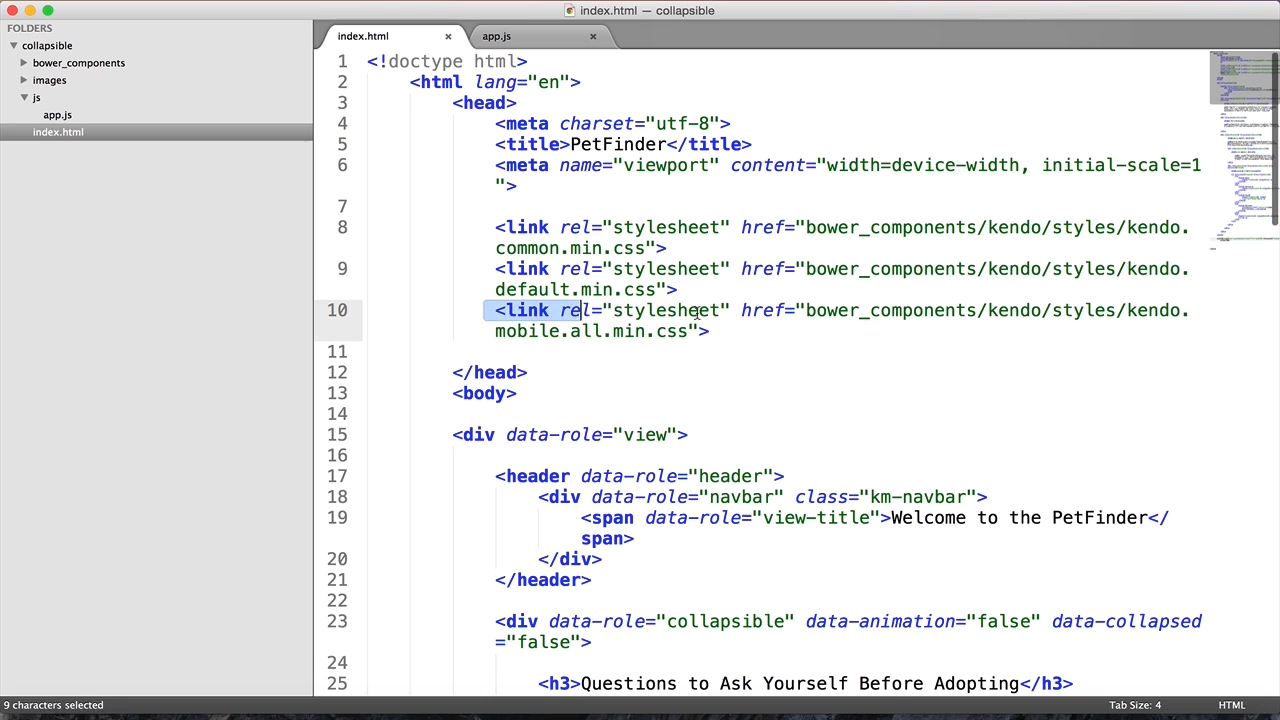 index.html — collapsible
FOLDERS
collapsible
bower_components
images
js
app.js
index.html
index.html ×
app.js ×
1 <!doctype html>
2 <html lang="en">
3 <head>
4 <meta charset="utf-8">
5 <title>PetFinder</title>
6 <meta name="viewport" content="width=device-width, initial-scale=1
">
7
8 <link rel="stylesheet" href="bower_components/kendo/styles/kendo.
common.min.css">
9 <link rel="stylesheet" href="bower_components/kendo/styles/kendo.
default.min.css">
10 <link rel="stylesheet" href="bower_components/kendo/styles/kendo.
mobile.all.min.css">
11
12 </head>
13 <body>
14
15 <div data-role="view">
16
17 <header data-role="header">
18 <div data-role="navbar" class="km-navbar">
19 <span data-role="view-title">Welcome to the PetFinder</
span>
20 </div>
21 </header>
22
23 <div data-role="collapsible" data-animation="false" data-collapsed
="false">
24
25 <h3>Questions to Ask Yourself Before Adopting</h3>
9 characters selected
Tab Size: 4
HTML